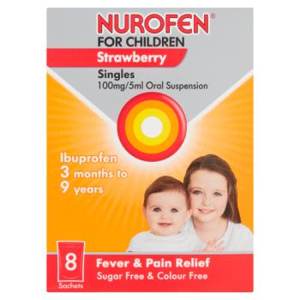 NUROFEN
FOR CHILDREN
Strawberry
Singles
100mg/5ml Oral Suspension
Ibuprofen
3 months to
9 years
8
Sachets
Fever & Pain Relief
Sugar Free & Colour Free